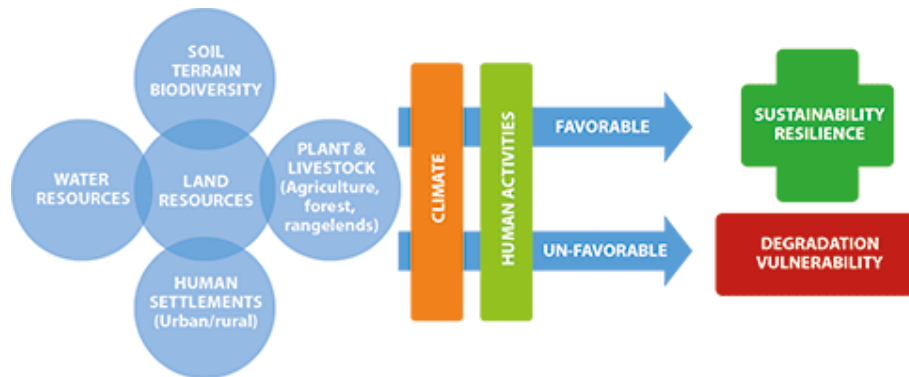 SOIL
TERRAIN
BIODIVERSITY
WATER
RESOURCES
LAND
RESOURCES
PLANT &
LIVESTOCK
(Agriculture,
forest,
rangelends)
HUMAN
SETTLEMENTS
(Urban/rural)
CLIMATE
HUMAN ACTIVITIES
FAVORABLE
UN-FAVORABLE
SUSTAINABILITY
RESILIENCE
DEGRADATION
VULNERABILITY